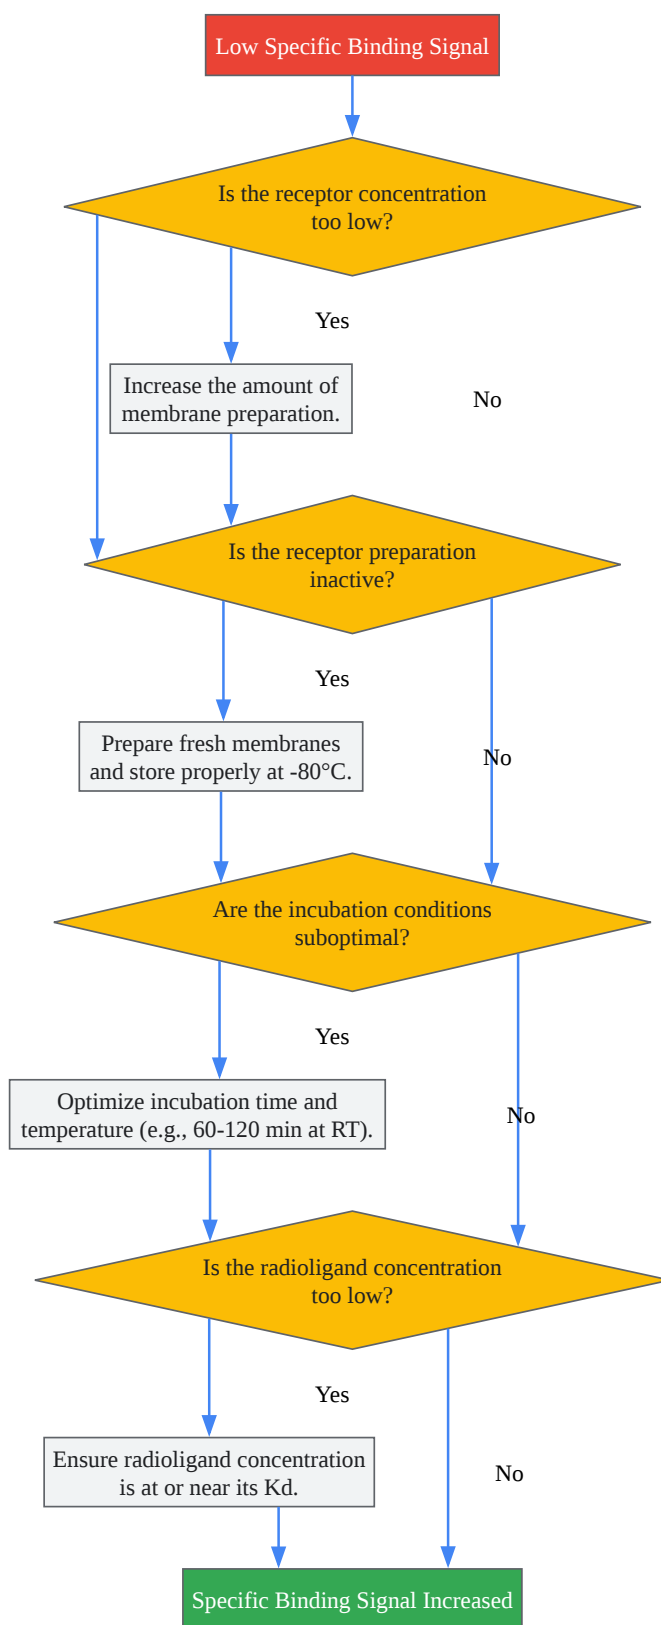 Low Specific Binding Signal
Is the receptor concentration
too low?
Yes
Increase the amount of
membrane preparation.
No
Is the receptor preparation
inactive?
Yes
Prepare fresh membranes
and store properly at -80°C.
No
Are the incubation conditions
suboptimal?
Yes
Optimize incubation time and
temperature (e.g., 60-120 min at RT).
No
Is the radioligand concentration
too low?
Yes
Ensure radioligand concentration
is at or near its Kd.
No
Specific Binding Signal Increased